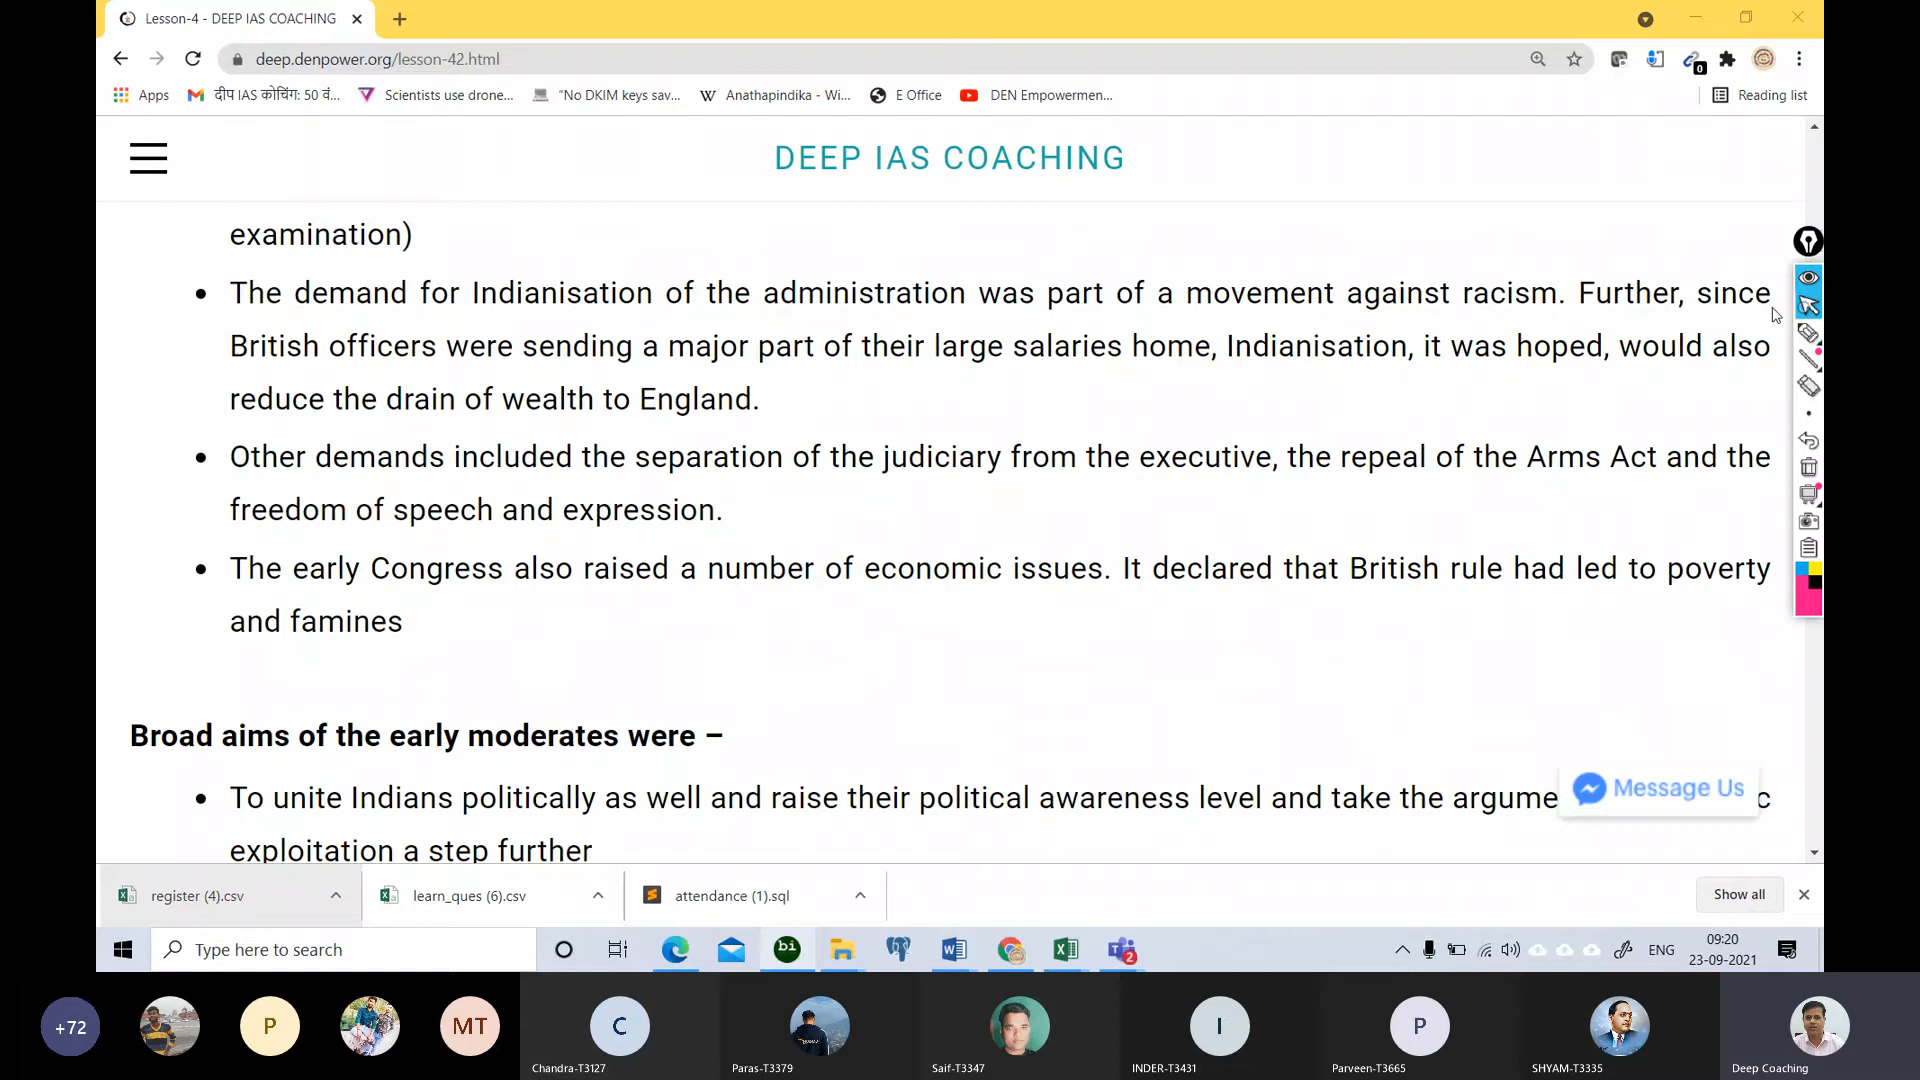 Lesson-4 - DEEP IAS COACHING
deep.denpower.org/lesson-42.html
0
Apps
दीप IAS कोचिंग: 50 वं...
Scientists use drone...
"No DKIM keys sav...
W Anathapindika - Wi...
E Office
DEN Empowermen...
Reading list
DEEP IAS COACHING
examination)
• The demand for Indianisation of the administration was part of a movement against racism. Further, since
British officers were sending a major part of their large salaries home, Indianisation, it was hoped, would also
reduce the drain of wealth to England.
• Other demands included the separation of the judiciary from the executive, the repeal of the Arms Act and the
freedom of speech and expression.
• The early Congress also raised a number of economic issues. It declared that British rule had led to poverty
and famines
Broad aims of the early moderates were –
• To unite Indians politically as well and raise their political awareness level and take the argume
c
Message Us
exploitation a step further
register (4).csv
learn_ques (6).csv
attendance (1).sql
Show all
Type here to search
bi
2
ENG
09:20
23-09-2021
+72
P
MT
C
I
P
Chandra-T3127
Paras-T3379
Saif-T3347
INDER-T3431
Parveen-T3665
SHYAM-T3335
Deep Coaching